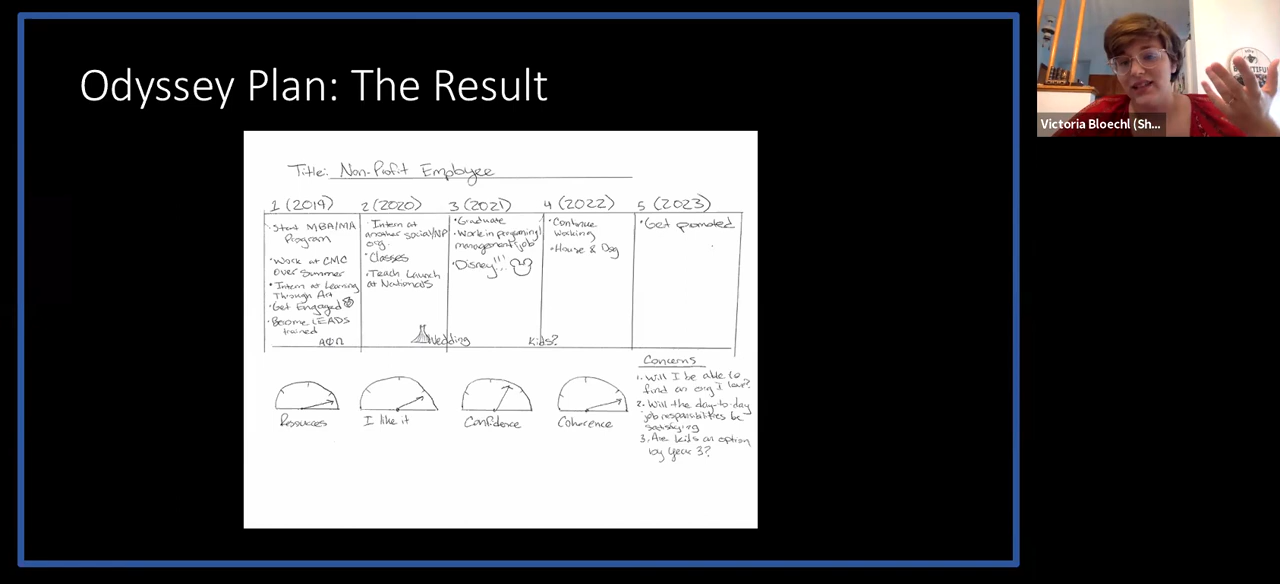 Odyssey Plan: The Result
Title: Non-Profit Employee
1 (2019)
• Start MBA/MA
Program
• Work at CMC
over summer
• Intern at Learning
Through Art
• Get Engaged
• Become LEADS
trained
ΑΦΩ
2 (2020)
• Intern at
another social/NP
org.
• Classes
• Teach Launch
at Nationals
Wedding
3 (2021)
• Graduate
• Work in programing/
management job
• Disney!!!
4 (2022)
• Continue
working
• House & Dog
Kids?
5 (2023)
• Get promoted
Resources
I like it
Confidence
Coherence
Concerns
1. Will I be able to
find an org I love?
2. Will the day-to-day
job responsibilities be
satisfying
3. Are kids an option
by year 3?
Victoria Bloechl (Sh...